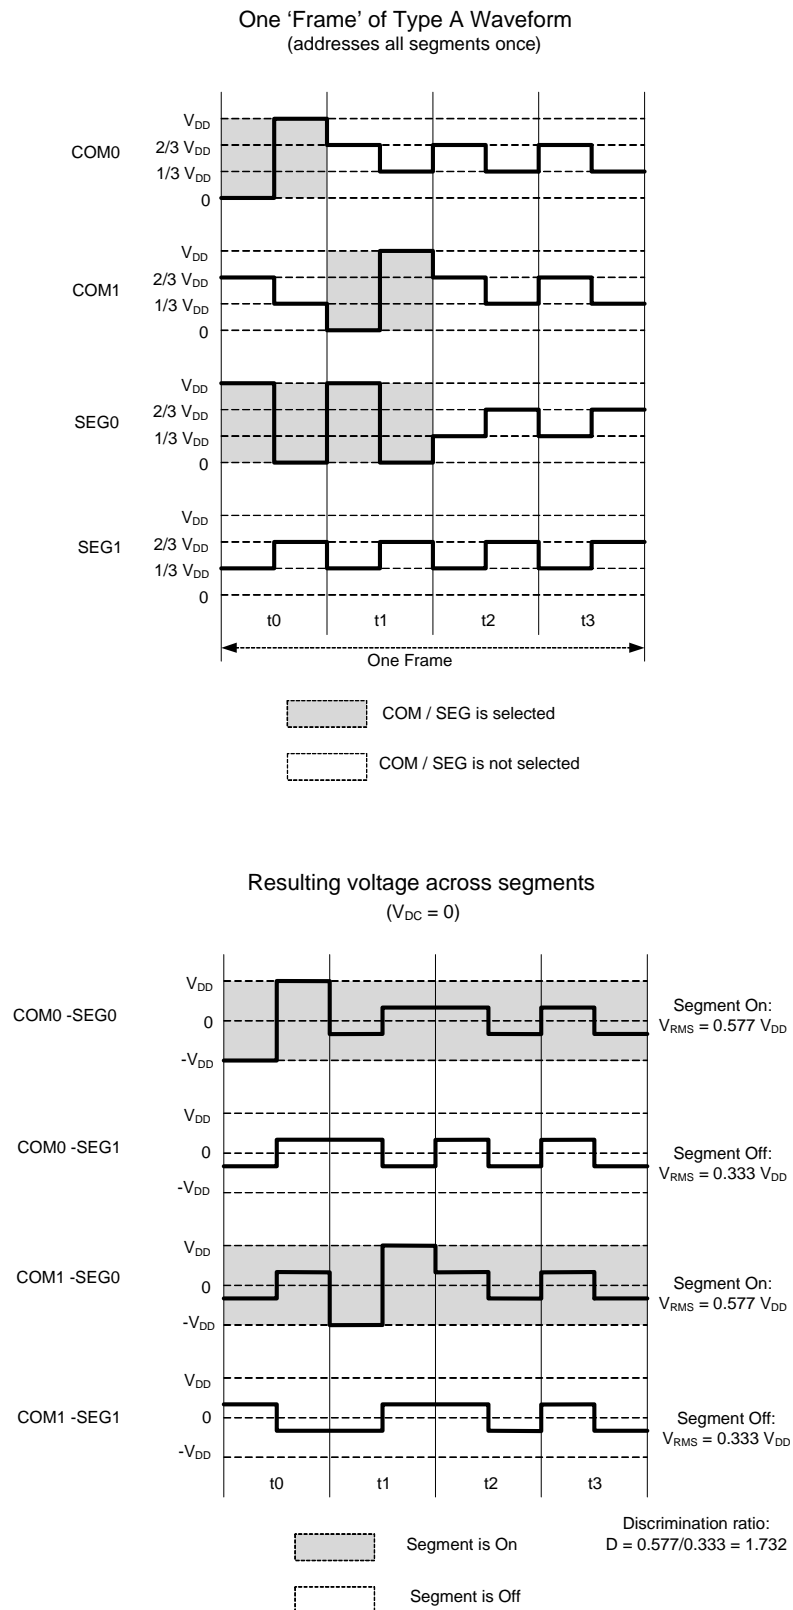 One ‘Frame’ of Type A Waveform
(addresses all segments once)
COM0
V_DD
2/3 V_DD
1/3 V_DD
0
COM1
V_DD
2/3 V_DD
1/3 V_DD
0
SEG0
V_DD
2/3 V_DD
1/3 V_DD
0
SEG1
V_DD
2/3 V_DD
1/3 V_DD
0
t0 t1 t2 t3
One Frame
COM / SEG is selected
COM / SEG is not selected
Resulting voltage across segments
(V_DC = 0)
COM0 -SEG0
V_DD
0
-V_DD
Segment On:
V_RMS = 0.577 V_DD
COM0 -SEG1
V_DD
0
-V_DD
Segment Off:
V_RMS = 0.333 V_DD
COM1 -SEG0
V_DD
0
-V_DD
Segment On:
V_RMS = 0.577 V_DD
COM1 -SEG1
V_DD
0
-V_DD
Segment Off:
V_RMS = 0.333 V_DD
t0 t1 t2 t3
Segment is On
Segment is Off
Discrimination ratio:
D = 0.577/0.333 = 1.732